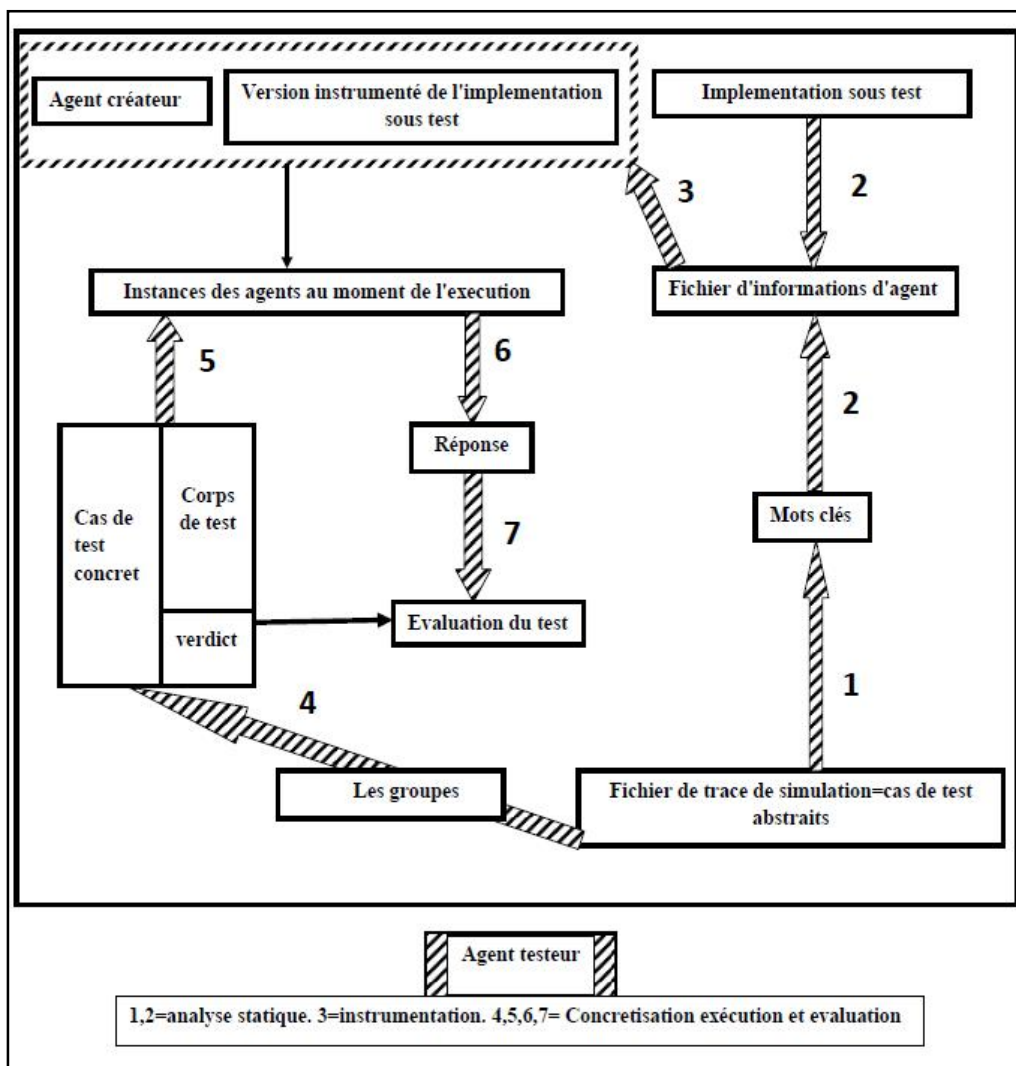 Agent créateur
Version instrumenté de l'implementation
sous test
Implementation sous test
3
2
Instances des agents au moment de l'execution
Fichier d'informations d'agent
5
6
2
Réponse
Cas de
test
concret
Corps
de test
Mots clés
7
verdict
Evaluation du test
1
4
Les groupes
Fichier de trace de simulation=cas de test
abstraits
Agent testeur
1,2=analyse statique. 3=instrumentation. 4,5,6,7= Concretisation exécution et evaluation